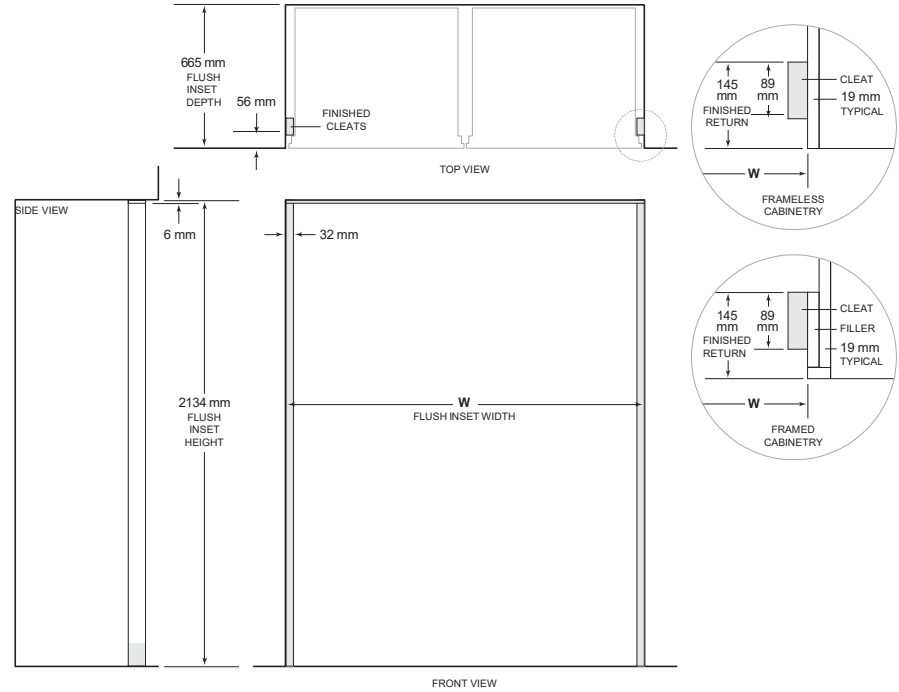 665 mm
FLUSH
INSET
DEPTH
56 mm
FINISHED
CLEATS
TOP VIEW
145
mm
FINISHED
RETURN
89
mm
CLEAT
19 mm
TYPICAL
W
FRAMELESS
CABINETRY
SIDE VIEW
6 mm
32 mm
2134 mm
FLUSH
INSET
HEIGHT
W
FLUSH INSET WIDTH
FRONT VIEW
145
mm
FINISHED
RETURN
89
mm
CLEAT
FILLER
19 mm
TYPICAL
W
FRAMED
CABINETRY